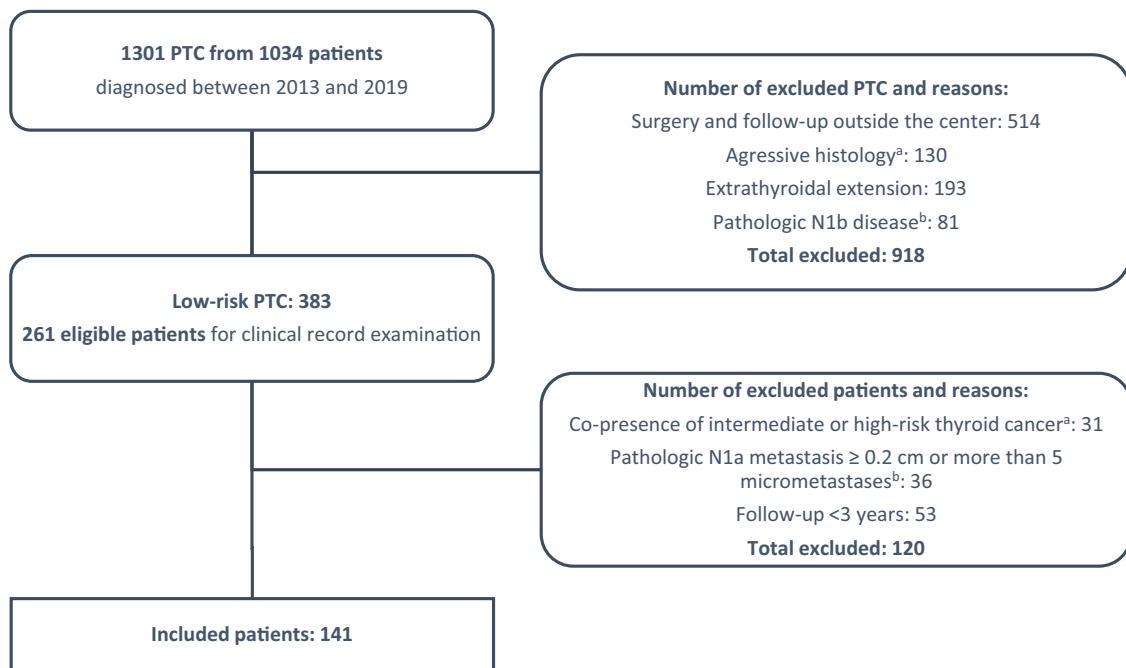 1301 PTC from 1034 patients
diagnosed between 2013 and 2019
Number of excluded PTC and reasons:
Surgery and follow-up outside the center: 514
Agressive histologyᵃ: 130
Extrathyroidal extension: 193
Pathologic N1b diseaseᵇ: 81
Total excluded: 918
Low-risk PTC: 383
261 eligible patients for clinical record examination
Number of excluded patients and reasons:
Co-presence of intermediate or high-risk thyroid cancerᵃ: 31
Pathologic N1a metastasis ≥ 0.2 cm or more than 5
micrometastasesᵇ: 36
Follow-up <3 years: 53
Total excluded: 120
Included patients: 141